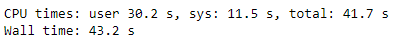 CPU times: user 30.2 s, sys: 11.5 s, total: 41.7 s
Wall time: 43.2 s